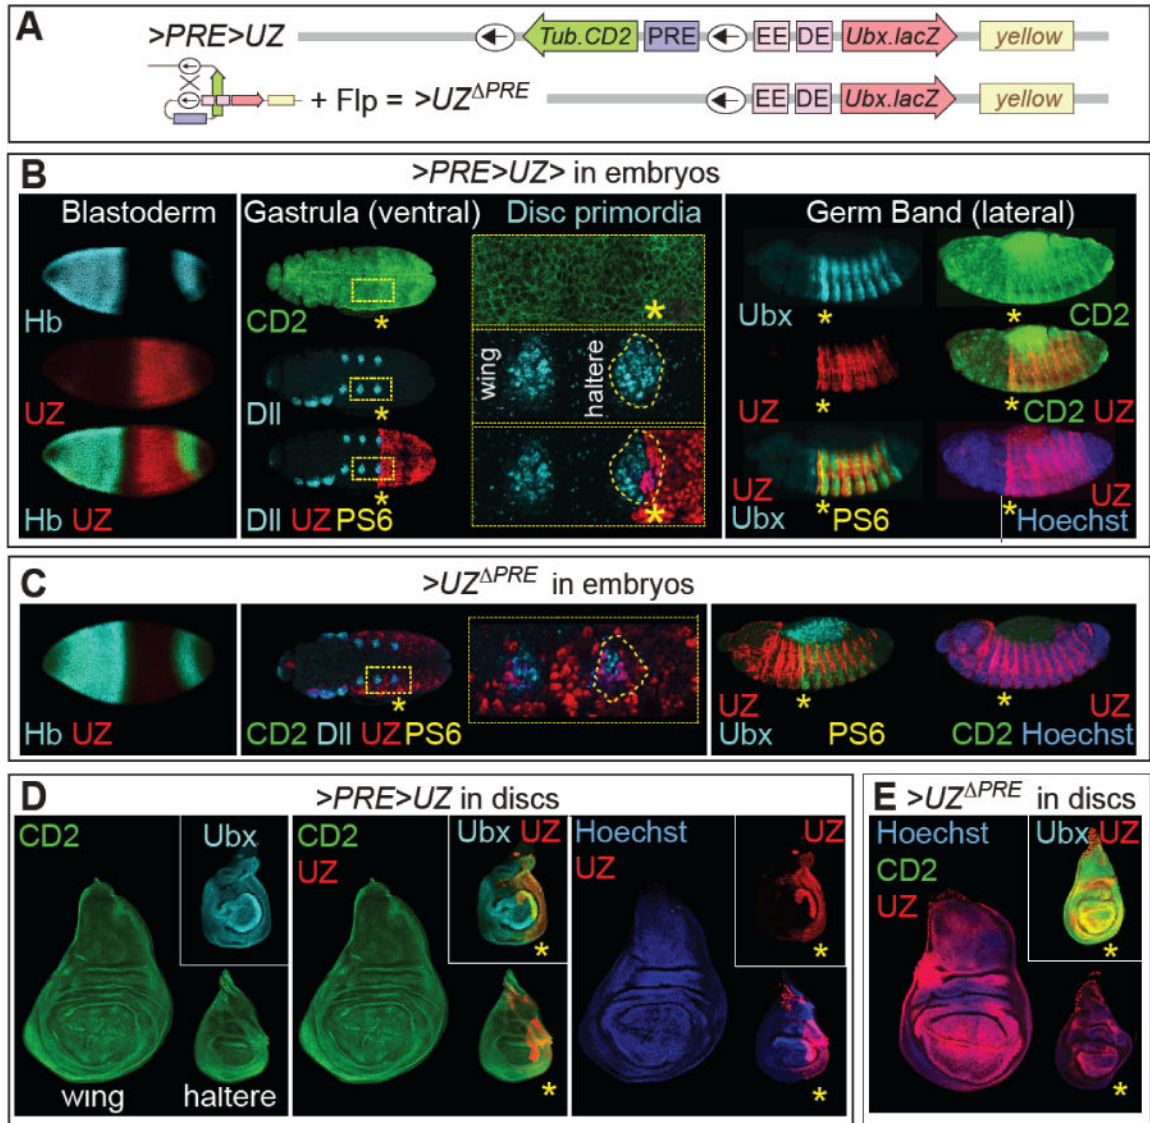 A
>PRE>UZ
Tub.CD2 PRE EE DE Ubx.lacZ yellow
+ Flp = >UZ^ΔPRE EE DE Ubx.lacZ yellow
B
>PRE>UZ> in embryos
Blastoderm
Hb
UZ
Hb UZ
Gastrula (ventral)
Disc primordia
CD2
*
*
Dll
*
wing
haltere
Dll UZ PS6
*
*
Germ Band (lateral)
Ubx
*
*
CD2
UZ
*
*
CD2 UZ
UZ
Ubx
*
PS6
*
UZ
Hoechst
C
>UZ^ΔPRE in embryos
Hb UZ
*
CD2 Dll UZ PS6
*
*
UZ
Ubx
PS6
UZ
CD2 Hoechst
D
>PRE>UZ in discs
CD2
Ubx
wing
haltere
CD2
UZ
Ubx UZ
*
*
Hoechst
UZ
UZ
*
*
E >UZ^ΔPRE in discs
Hoechst
CD2
UZ
Ubx UZ
*
*